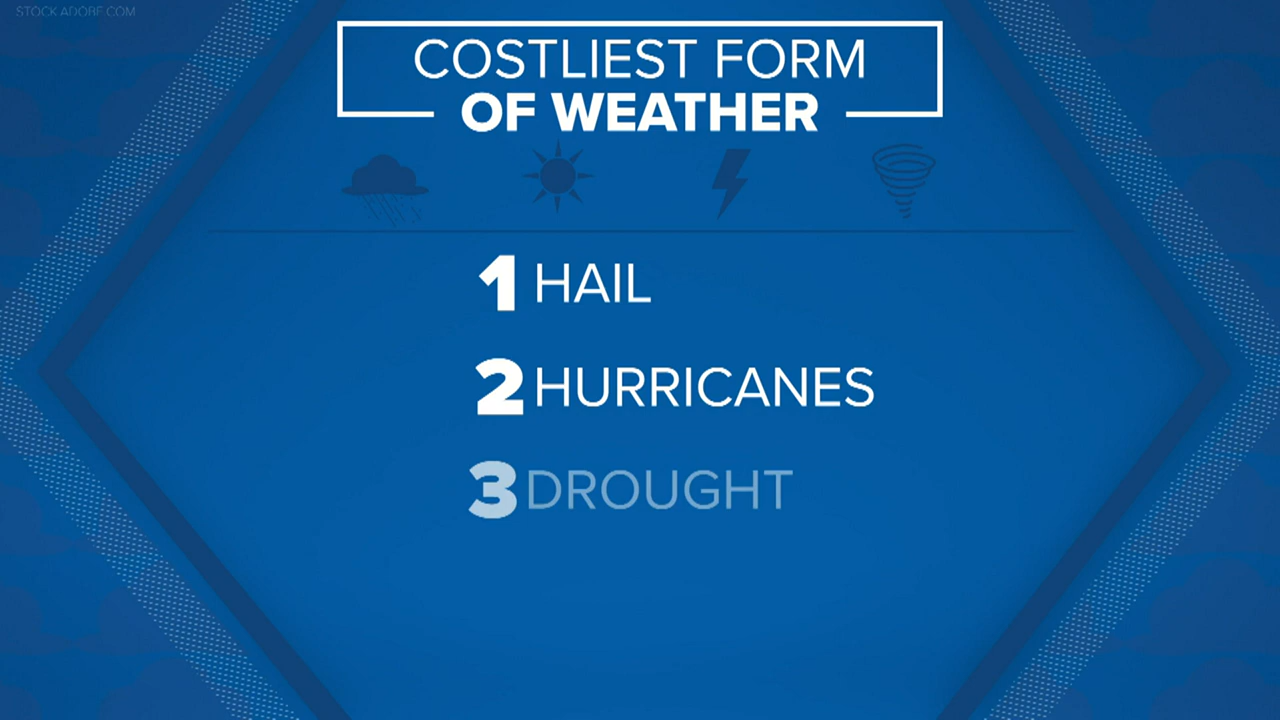 STOCK.ADOBE.COM
COSTLIEST FORM
OF WEATHER
1 HAIL
2 HURRICANES
3 DROUGHT